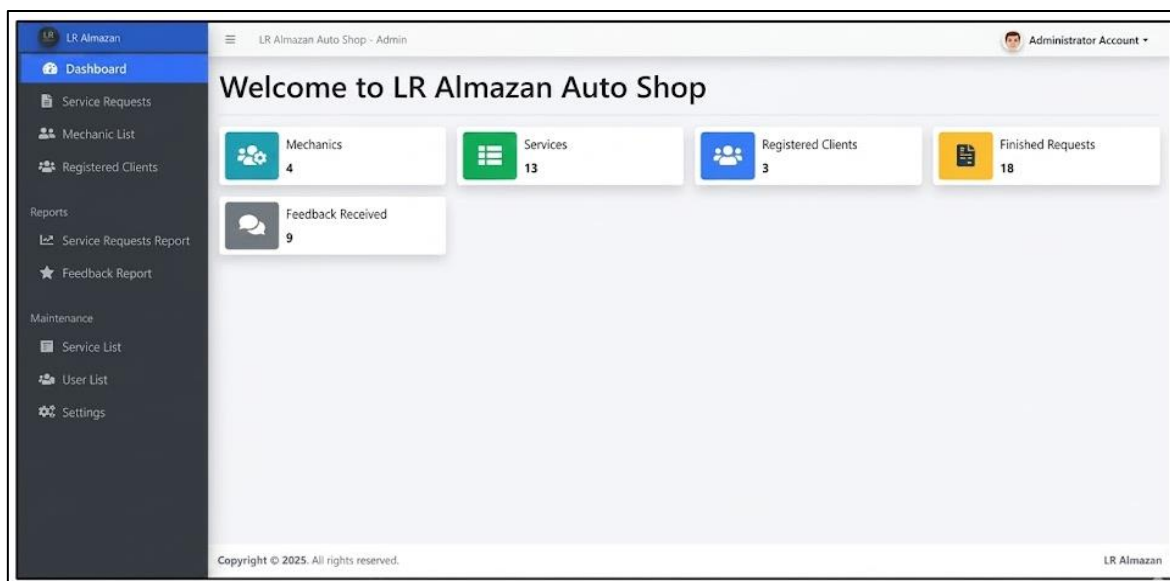 LR LR Almazan
Dashboard
Service Requests
Mechanic List
Registered Clients
Reports
Service Requests Report
Feedback Report
Maintenance
Service List
User List
Settings
LR Almazan Auto Shop - Admin
Administrator Account
Welcome to LR Almazan Auto Shop
Mechanics
4
Services
13
Registered Clients
3
Finished Requests
18
Feedback Received
9
Copyright © 2025. All rights reserved.
LR Almazan